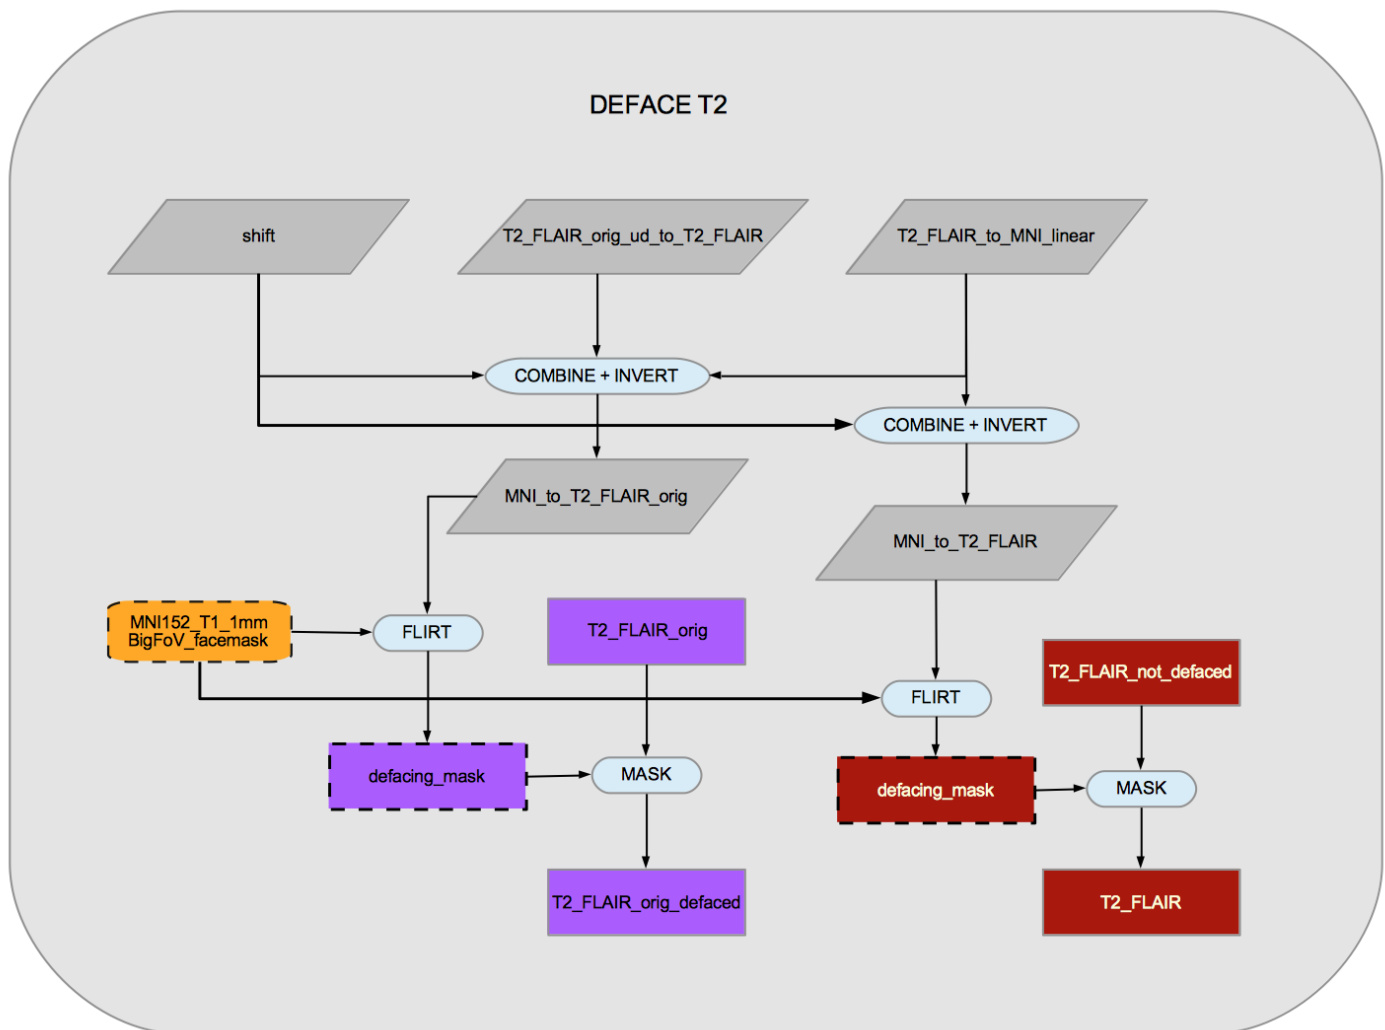 DEFACE T2
shift
T2_FLAIR_orig_ud_to_T2_FLAIR
T2_FLAIR_to_MNI_linear
COMBINE + INVERT
COMBINE + INVERT
MNI_to_T2_FLAIR_orig
MNI_to_T2_FLAIR
MNI152_T1_1mm
BigFoV_facemask
FLIRT
T2_FLAIR_orig
T2_FLAIR_not_defaced
FLIRT
defacing_mask
MASK
defacing_mask
MASK
T2_FLAIR_orig_defaced
T2_FLAIR